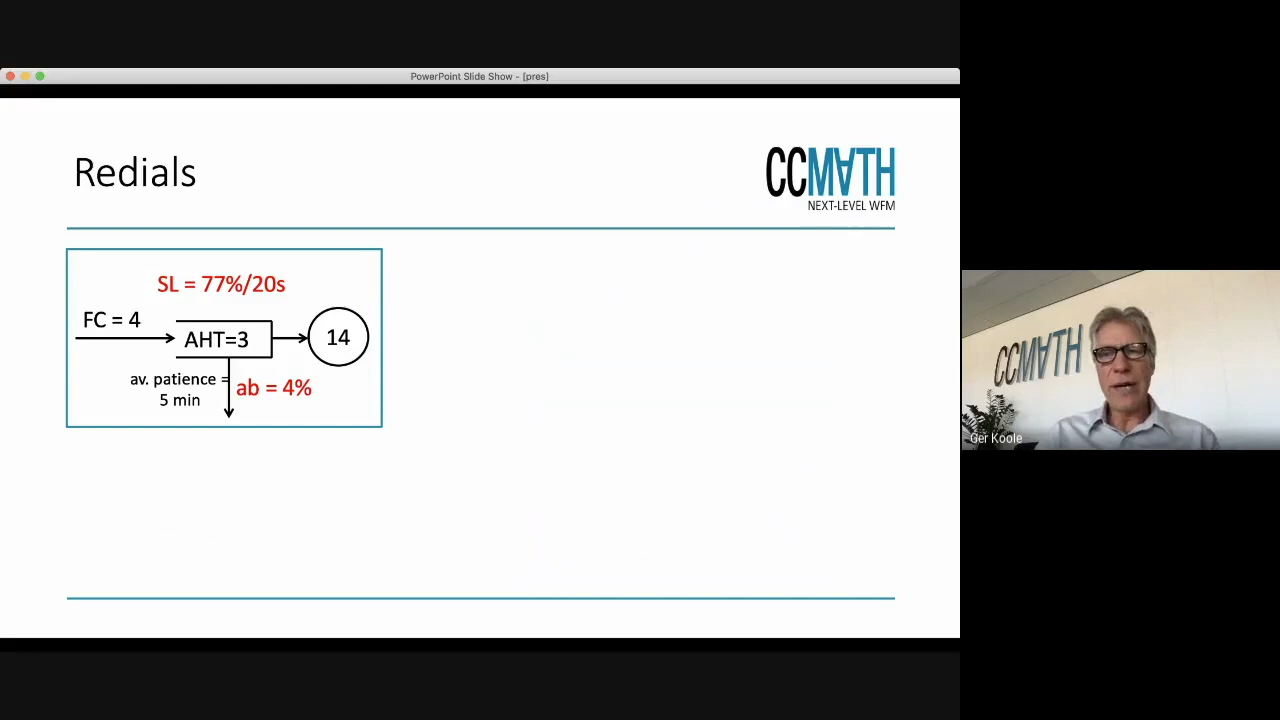 PowerPoint Slide Show - [pres]
Redials
CCMATH
NEXT-LEVEL WFM
SL = 77%/20s
FC = 4
AHT=3
14
av. patience =
5 min
ab = 4%
CCMATH
Ger Koole